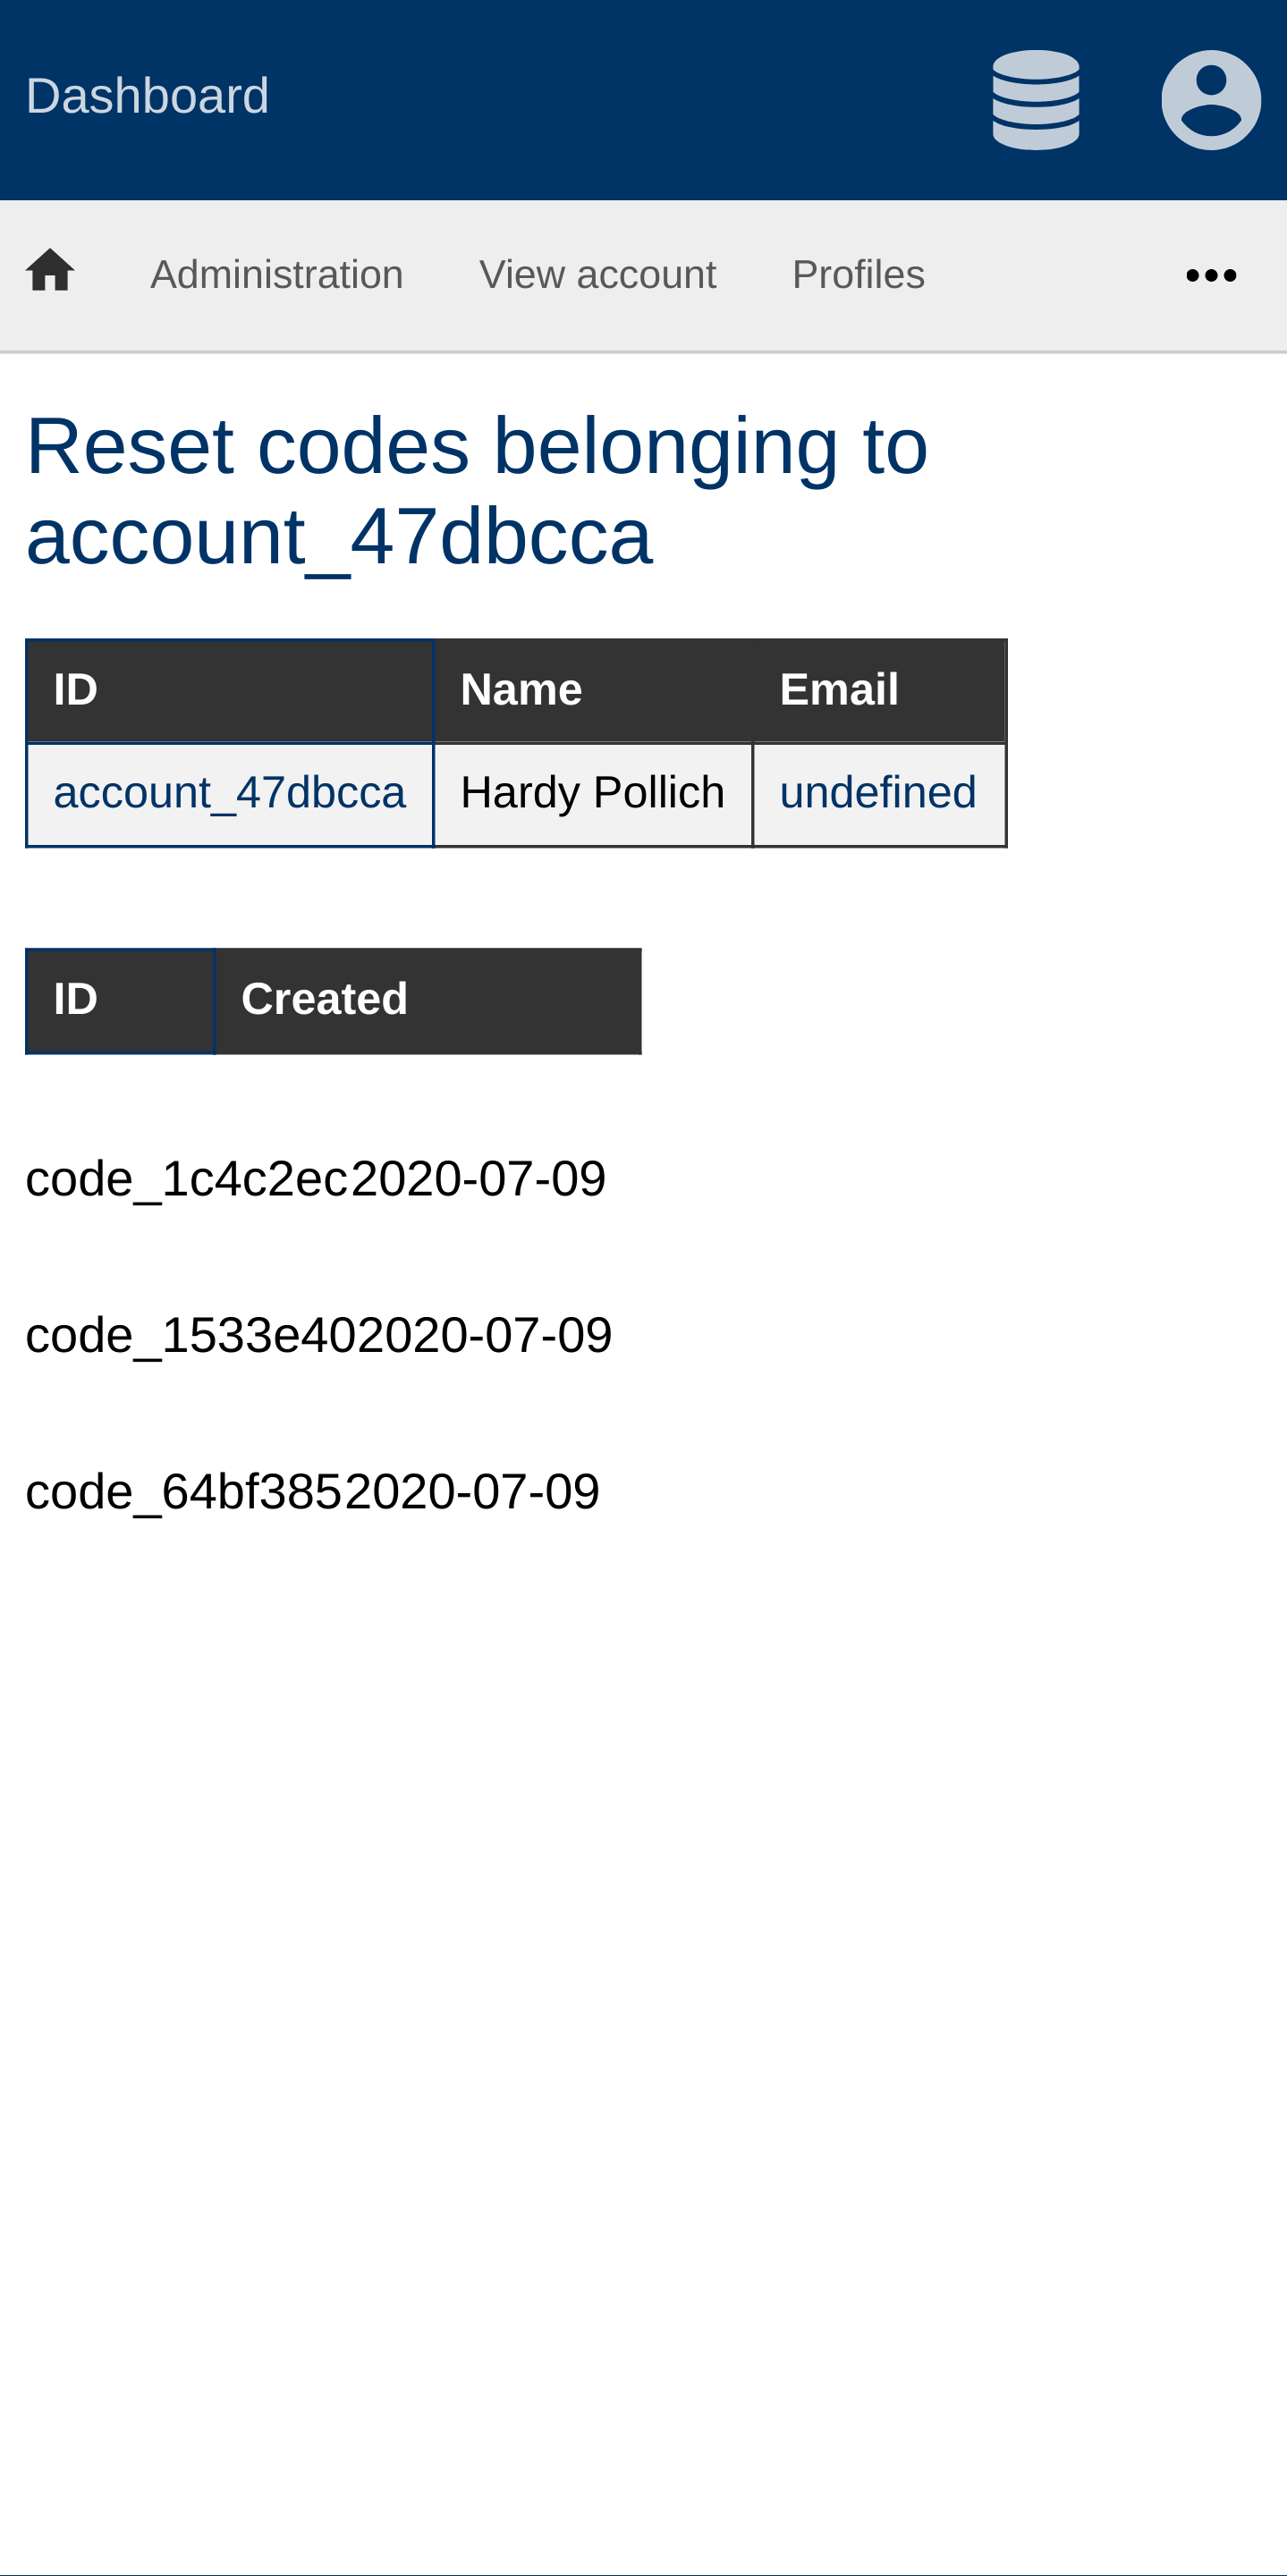 Dashboard
Administration View account Profiles
Reset codes belonging to
account_47dbcca
ID Name Email
account_47dbcca Hardy Pollich undefined
ID Created
code_1c4c2ec2020-07-09
code_1533e402020-07-09
code_64bf3852020-07-09